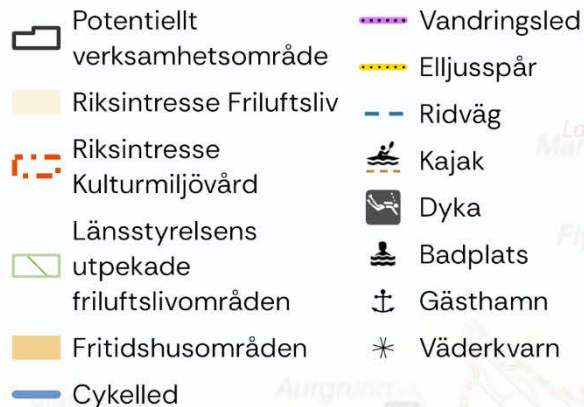 Potentiellt
verksamhetsområde
Riksintresse Friluftsliv
Riksintresse
Kulturmiljövård
Länsstyrelsens
utpekade
friluftslivområden
Fritidshusområden
Cykelled
Vandringsled
Elljusspår
Ridväg
Kajak
Dyka
Badplats
Gästhamn
Väderkvarn